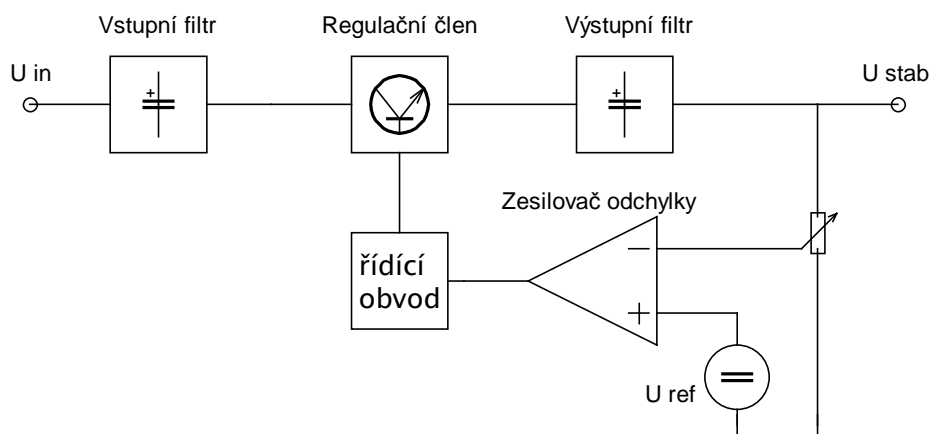 Vstupní filtr
Regulační člen
Výstupní filtr
U in
U stab
+
+
Zesilovač odchylky
řídící
obvod
U ref